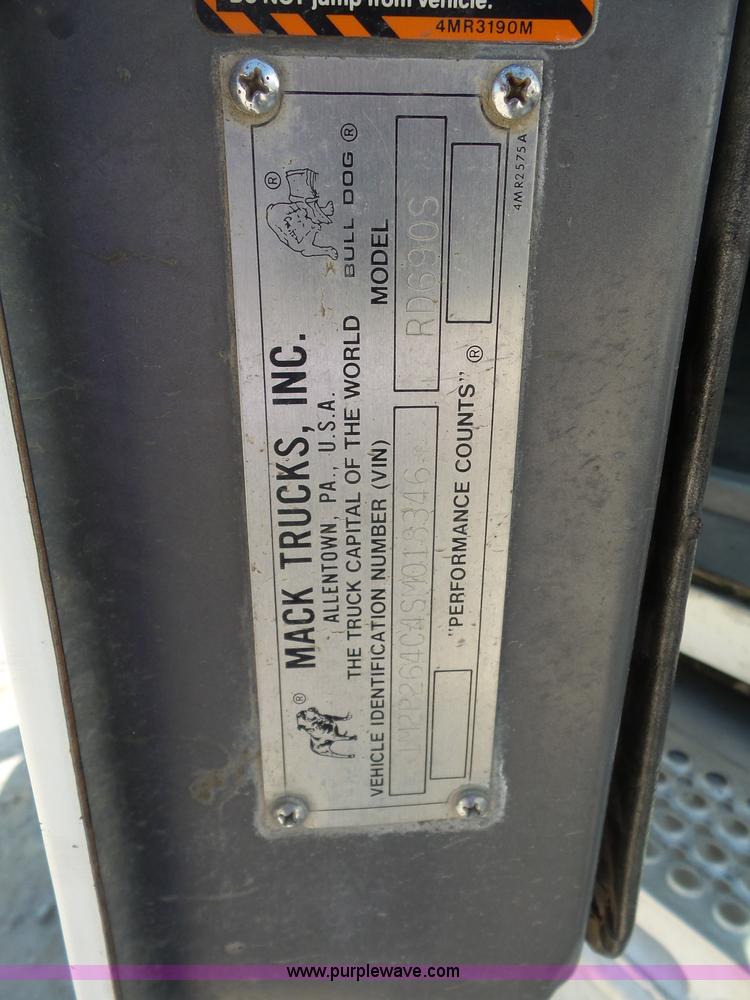 Do NOT jump from vehicle.
4MR3190M
® ®
MACK TRUCKS, INC.
ALLENTOWN, PA., U.S.A.
THE TRUCK CAPITAL OF THE WORLD BULL DOG ®
VEHICLE IDENTIFICATION NUMBER (VIN) MODEL
RD690S
"PERFORMANCE COUNTS" ®
4MR2575A
www.purplewave.com